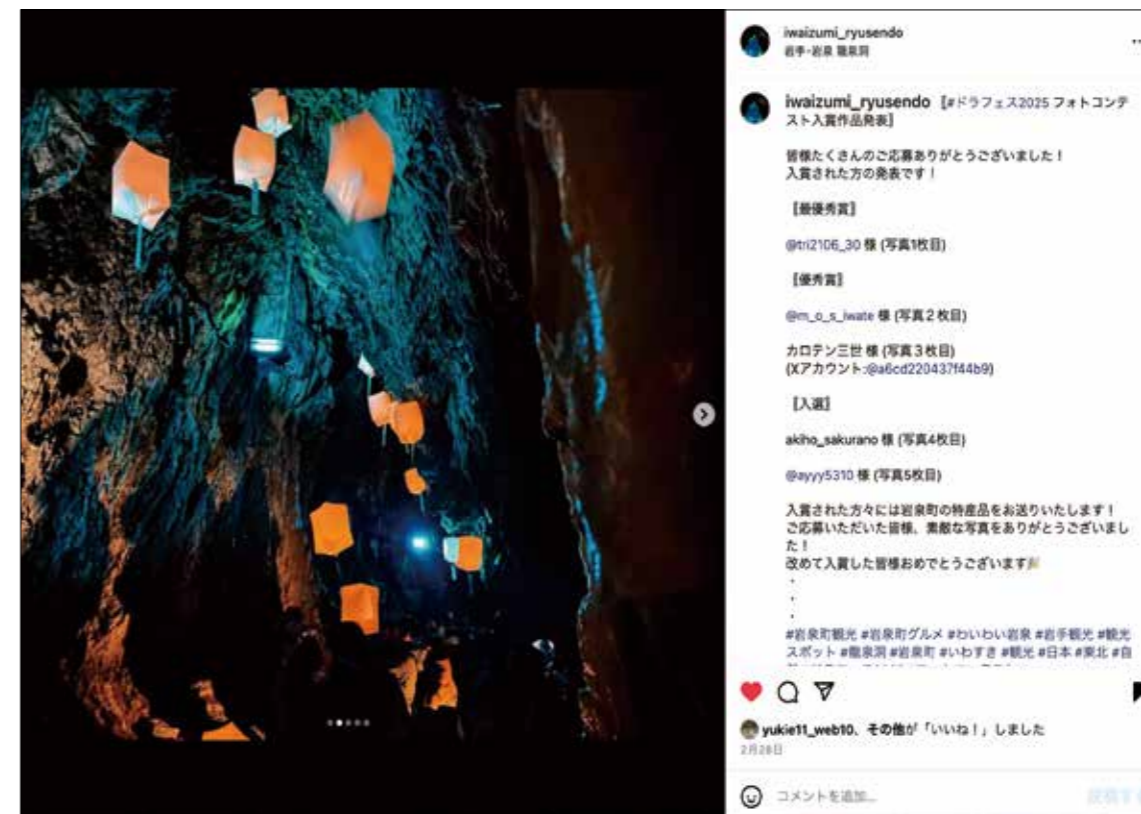 iwaizumi_ryusendo
岩手-岩泉 龍泉洞
iwaizumi_ryusendo 【#ドラフェス2025 フォトコンテ
スト入賞作品発表】
皆様たくさんのご応募ありがとうございました！
入賞された方の発表です！
【最優秀賞】
@tri2106_30 様 (写真1枚目)
【優秀賞】
@m_o_s_iwate 様 (写真２枚目)
カロテン三世 様 (写真３枚目)
(Xアカウント:@a6cd220437f44b9)
【入選】
akiho_sakurano 様 (写真4枚目)
@ayyy5310 様 (写真5枚目)
入賞された方々には岩泉町の特産品をお送りいたします！
ご応募いただいた皆様、素敵な写真をありがとうございまし
た！
改めて入賞した皆様おめでとうございます🎉
・
・
・
#岩泉町観光 #岩泉町グルメ #わいわい岩泉 #岩手観光 #観光
スポット #龍泉洞 #岩泉町 #いわすき #観光 #日本 #東北 #自
yukie11_web10、その他が「いいね！」しました
2月28日
コメントを追加...